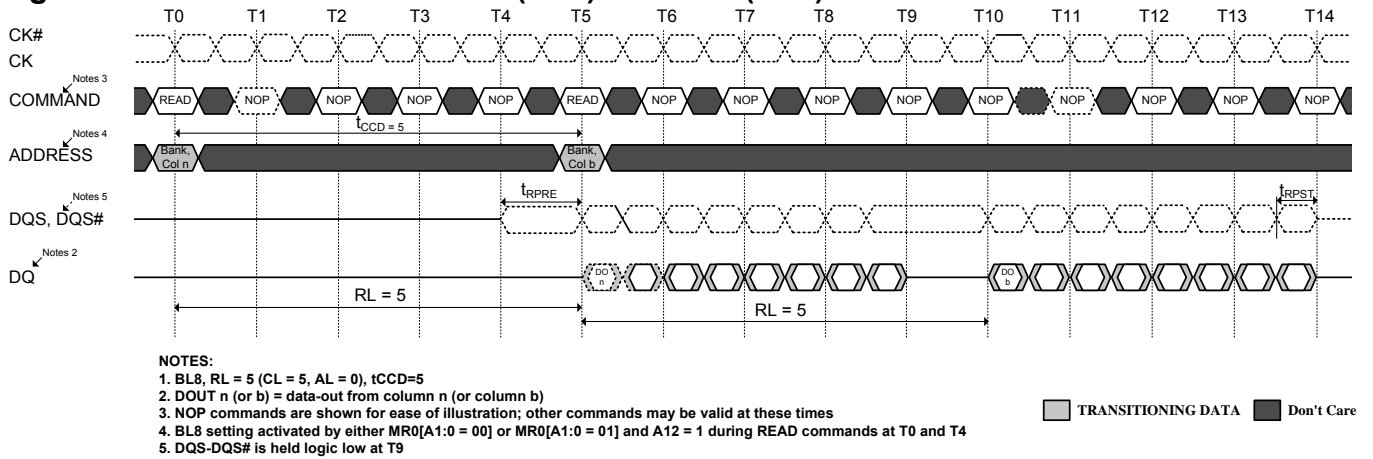 T0 T1 T2 T3 T4 T5 T6 T7 T8 T9 T10 T11 T12 T13 T14
CK#
CK
Notes 3
COMMAND READ NOP NOP NOP NOP READ NOP NOP NOP NOP NOP NOP NOP NOP NOP
tCCD = 5
Notes 4
ADDRESS
Bank, Bank,
Col n Col b
Notes 5
tRPRE tRPST
DQS, DQS#
Notes 2
DQ
DO DO
n b
RL = 5
RL = 5
NOTES:
1. BL8, RL = 5 (CL = 5, AL = 0), tCCD=5
2. DOUT n (or b) = data-out from column n (or column b)
3. NOP commands are shown for ease of illustration; other commands may be valid at these times
4. BL8 setting activated by either MR0[A1:0 = 00] or MR0[A1:0 = 01] and A12 = 1 during READ commands at T0 and T4
5. DQS-DQS# is held logic low at T9
TRANSITIONING DATA Don't Care